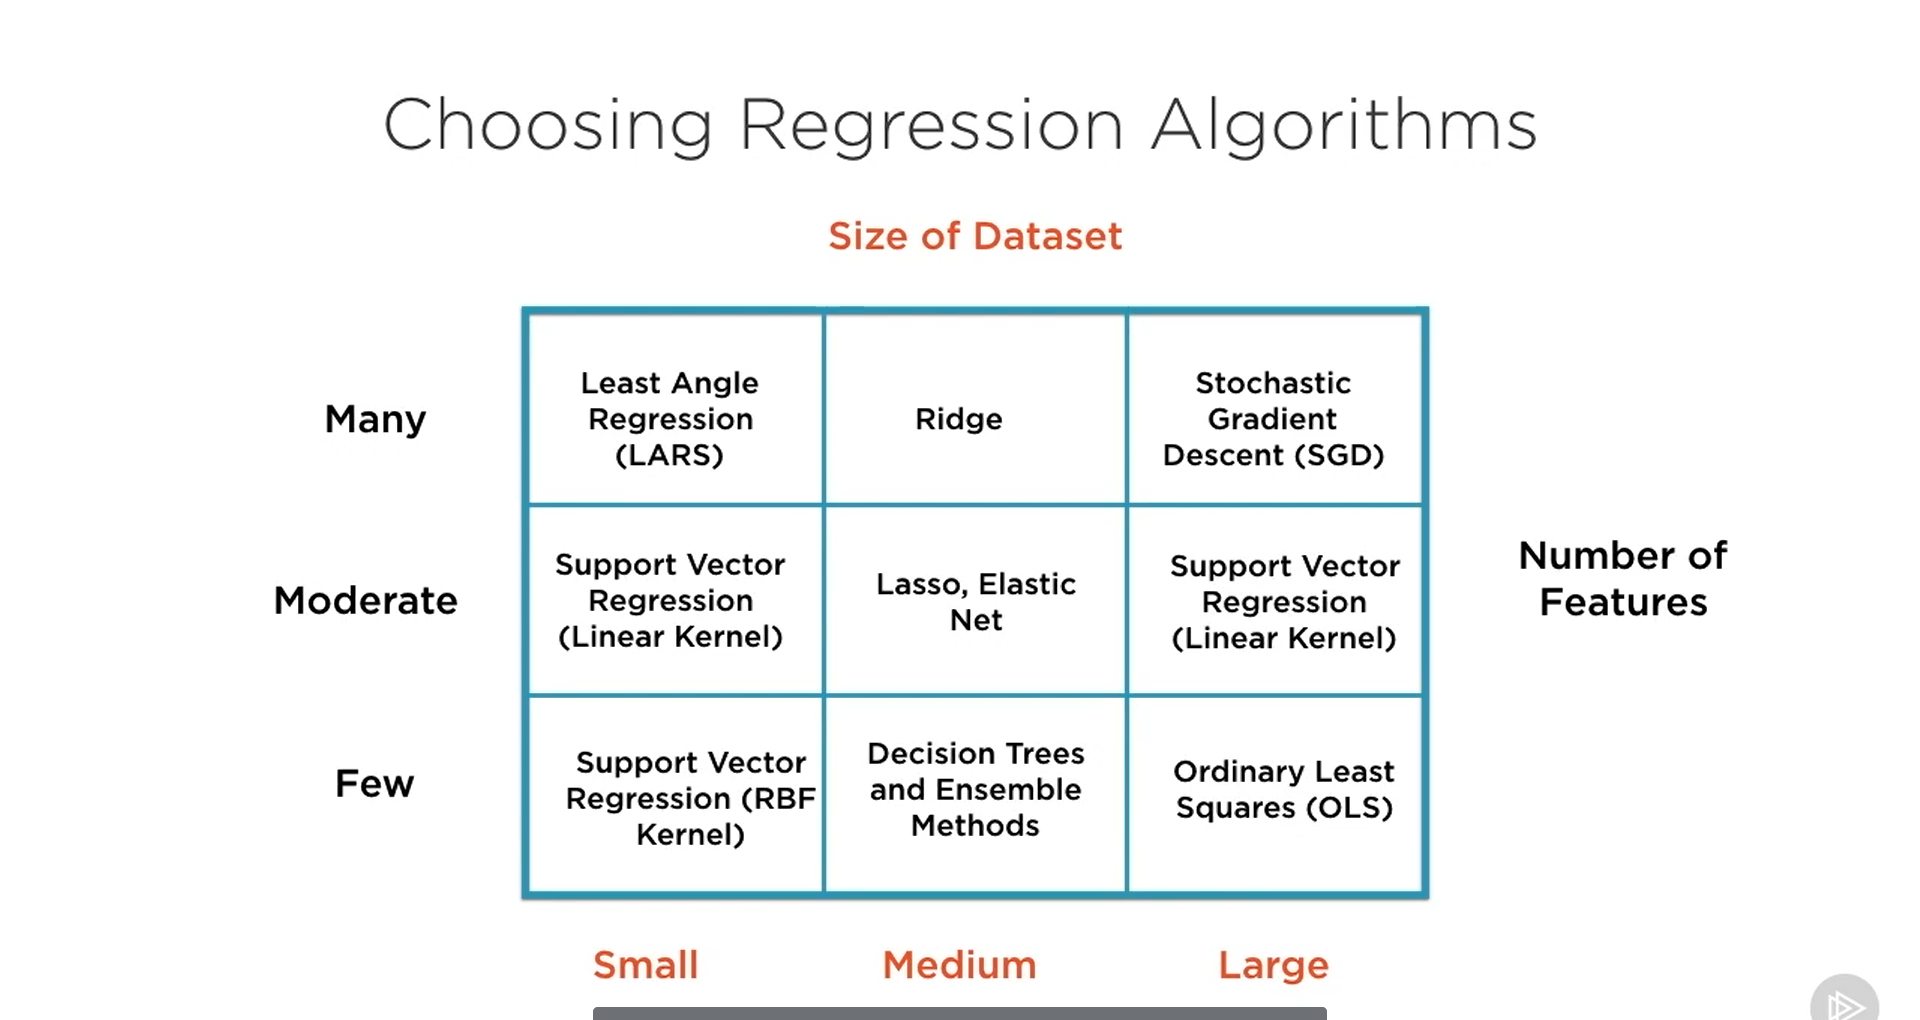 Choosing Regression Algorithms
Size of Dataset
Many
Least Angle
Regression
(LARS)
Ridge
Stochastic
Gradient
Descent (SGD)
Moderate
Support Vector
Regression
(Linear Kernel)
Lasso, Elastic
Net
Support Vector
Regression
(Linear Kernel)
Number of
Features
Few
Support Vector
Regression (RBF
Kernel)
Decision Trees
and Ensemble
Methods
Ordinary Least
Squares (OLS)
Small
Medium
Large